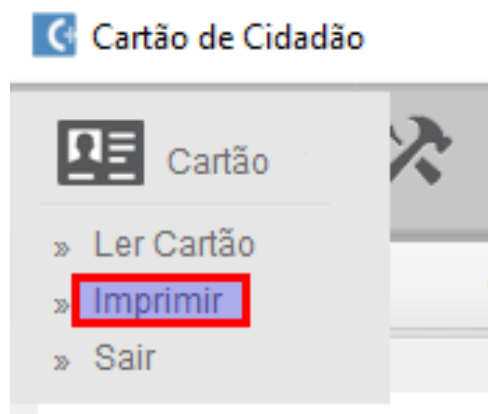 Cartão de Cidadão
Cartão
» Ler Cartão
» Imprimir
» Sair